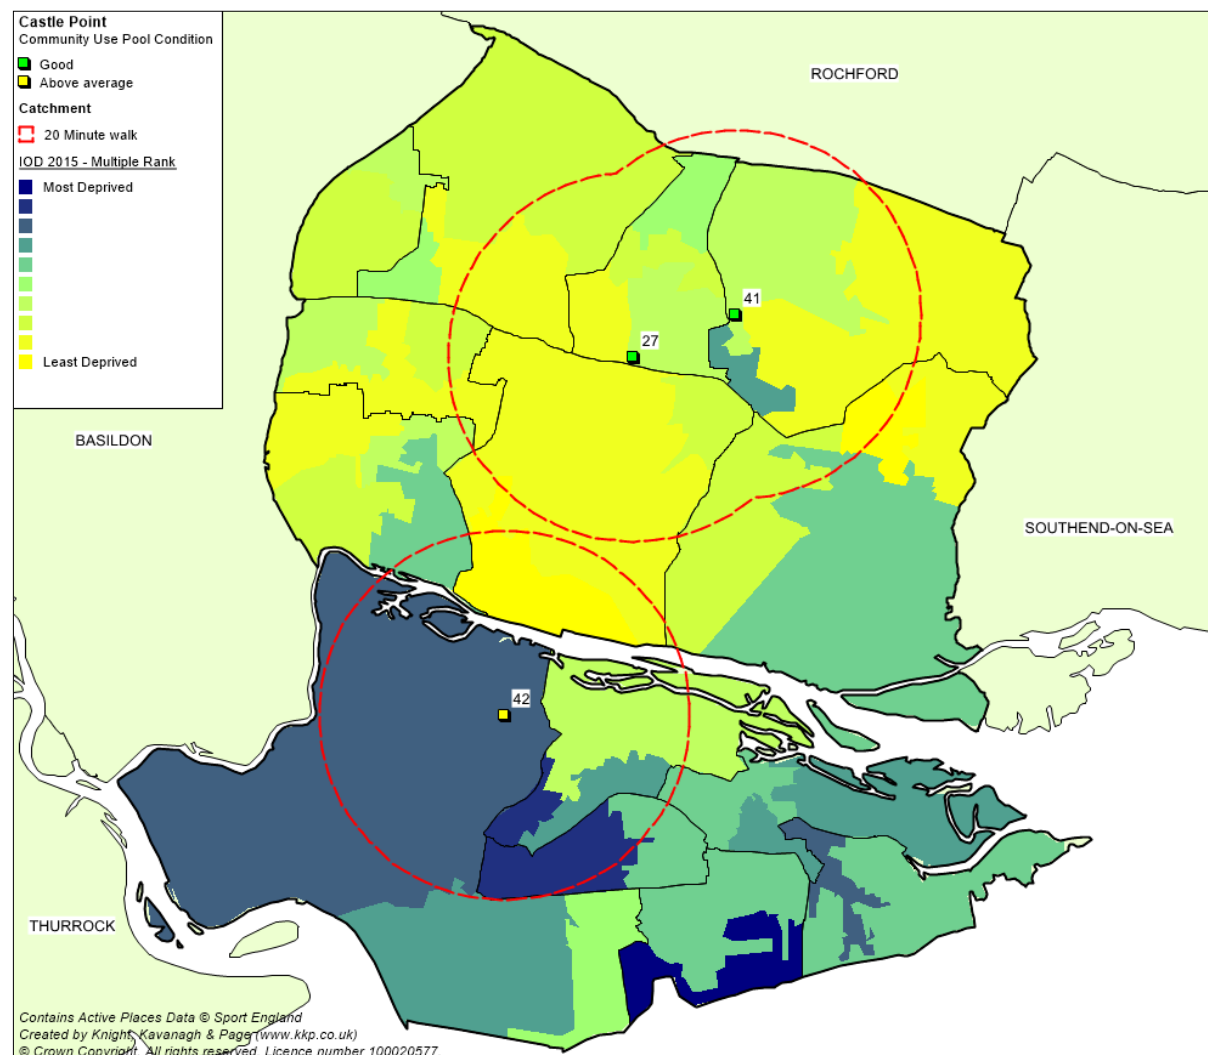 Castle Point
Community Use Pool Condition
Good
Above average
Catchment
20 Minute walk
IOD 2015 - Multiple Rank
Most Deprived
Least Deprived
ROCHFORD
41
27
BASILDON
SOUTHEND-ON-SEA
42
THURROCK
Contains Active Places Data © Sport England
Created by Knight, Kavanagh & Page (www.kkp.co.uk)
© Crown Copyright. All rights reserved. Licence number 100020577